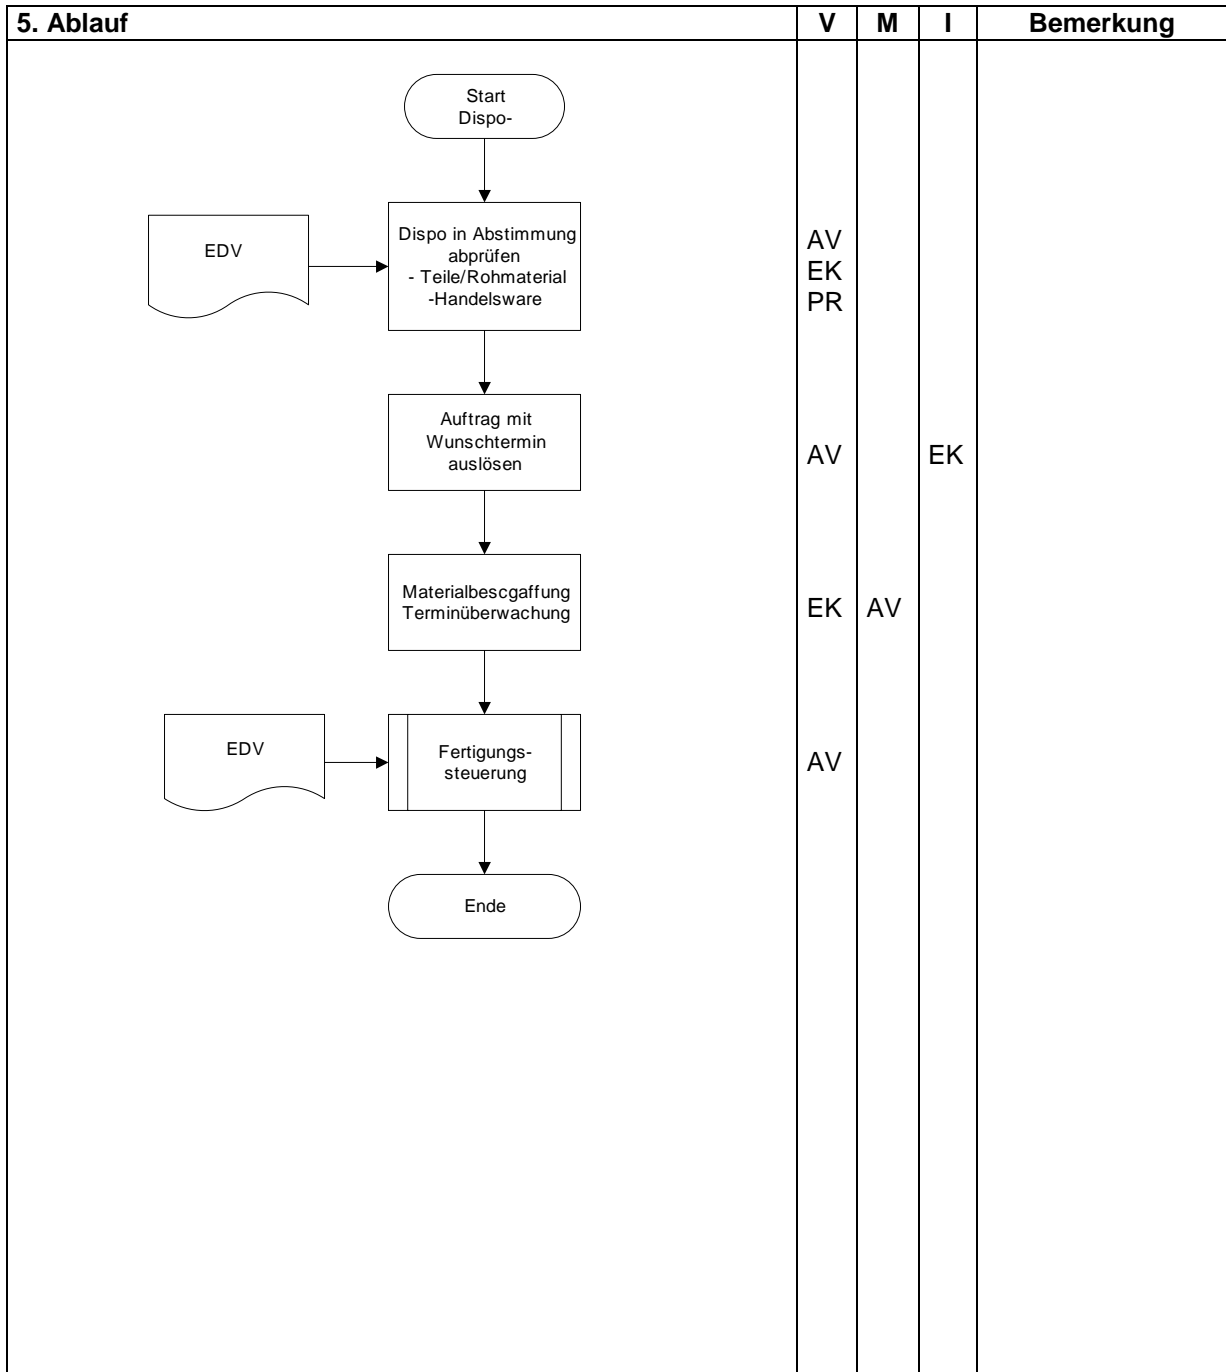 5. Ablauf V M I Bemerkung
Start
Dispo-
EDV
Dispo in Abstimmung
abprüfen
- Teile/Rohmaterial
-Handelsware
AV
EK
PR
Auftrag mit
Wunschtermin
auslösen
AV EK
Materialbescgaffung
Terminüberwachung
EK AV
EDV
Fertigungs-
steuerung
AV
Ende